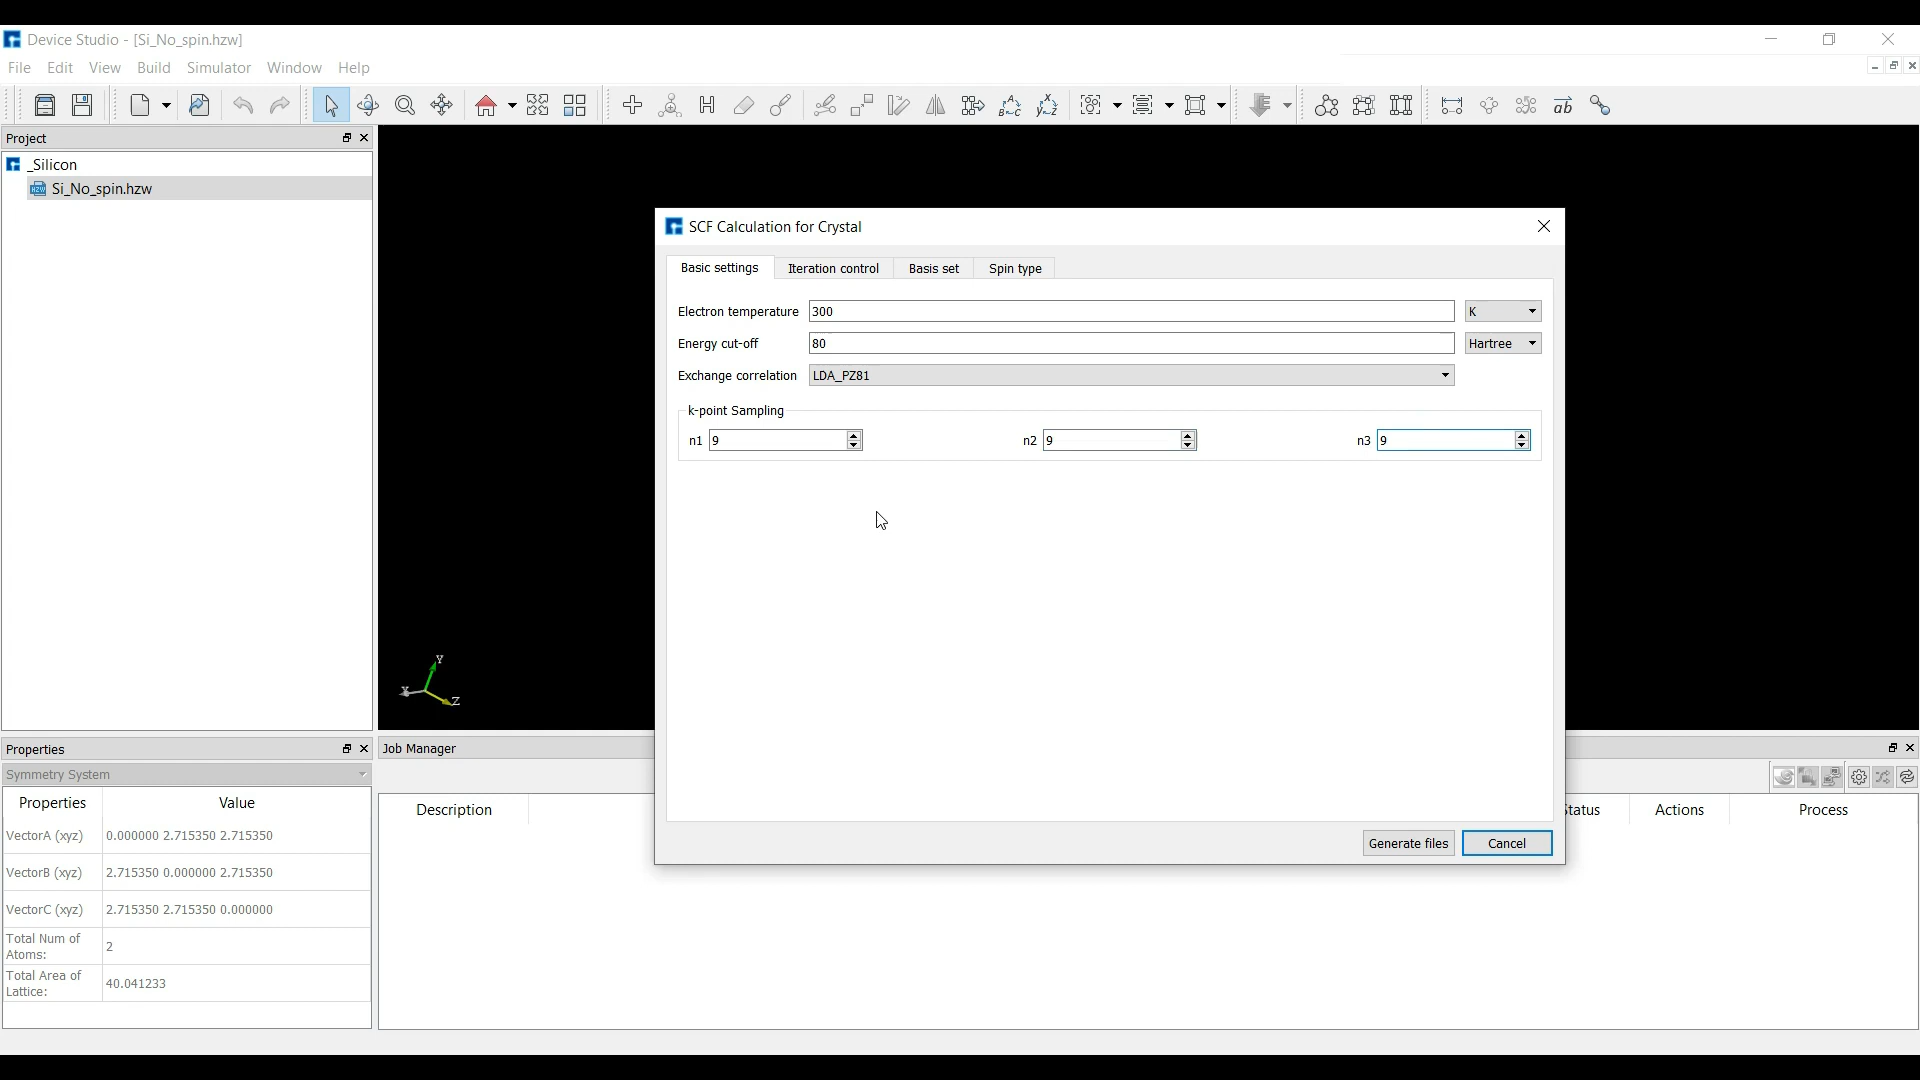 Device Studio - [Si_No_spin.hzw]
File Edit View Build Simulator Window Help
Project
_Silicon
Si_No_spin.hzw
SCF Calculation for Crystal
Basic settings Iteration control Basis set Spin type
Electron temperature 300 K
Energy cut-off 80 Hartree
Exchange correlation LDA_PZ81
k-point Sampling
n1 9 n2 9 n3 9
Generate files Cancel
Y
X
Z
Properties
Symmetry System
Properties Value
VectorA (xyz) 0.000000 2.715350 2.715350
VectorB (xyz) 2.715350 0.000000 2.715350
VectorC (xyz) 2.715350 2.715350 0.000000
Total Num of
Atoms: 2
Total Area of
Lattice: 40.041233
Job Manager
Description Status Actions Process